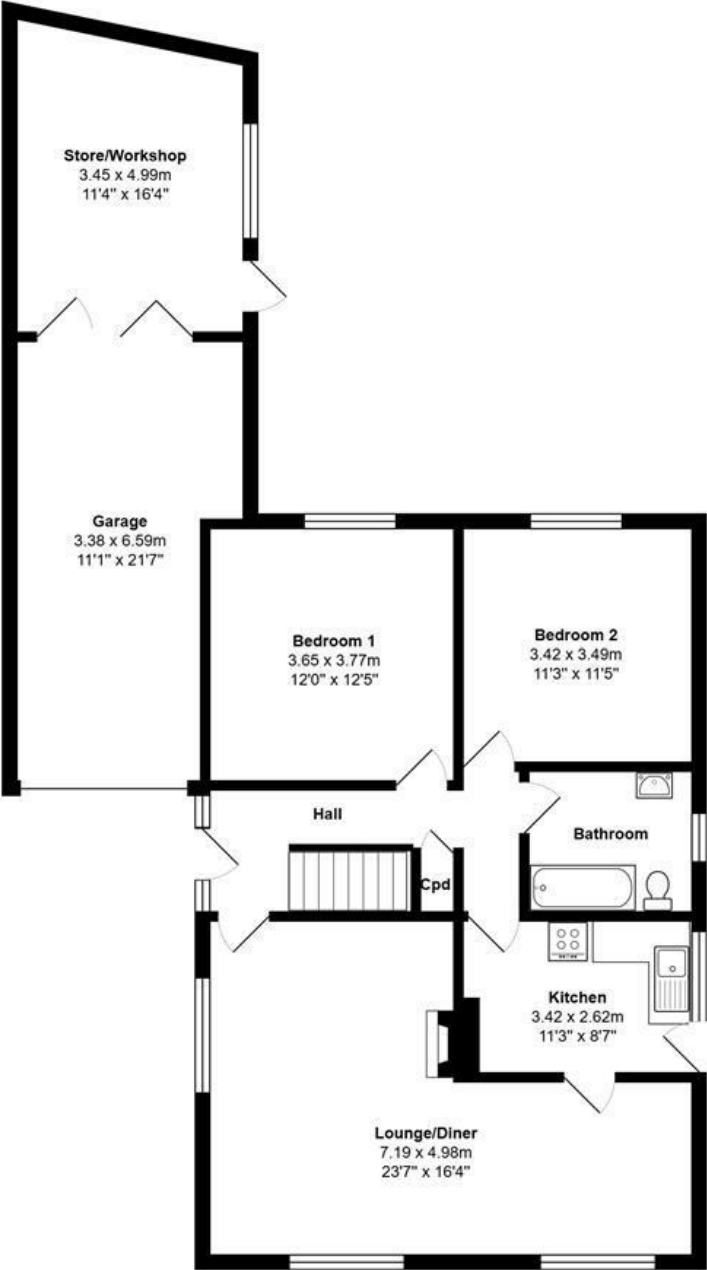 Store/Workshop
3.45 x 4.99m
11'4" x 16'4"
Garage
3.38 x 6.59m
11'1" x 21'7"
Bedroom 1
3.65 x 3.77m
12'0" x 12'5"
Bedroom 2
3.42 x 3.49m
11'3" x 11'5"
Hall
Bathroom
Cpd
Kitchen
3.42 x 2.62m
11'3" x 8'7"
Lounge/Diner
7.19 x 4.98m
23'7" x 16'4"